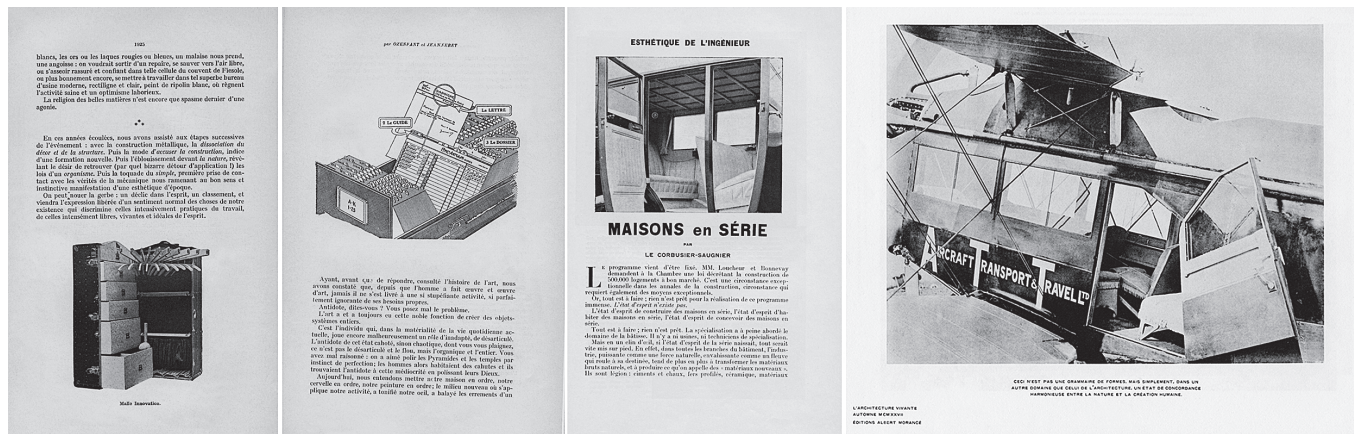 1925
blancs, les ors ou les laques rouges ou bleues, un malaise nous prend,
une angoisse : on voudrait sortir d'un repaire, se sauver vers l'air libre,
ou s'asseoir rassuré et confiant dans telle cellule du couvent de Fiesole,
ou plus bonnement encore, se mettre à travailler dans tel superbe bureau
d'usine moderne, rectiligne et clair, peint de ripolin blanc, où règnent
l'activité saine et un optimisme laborieux.
La religion des belles matières n'est encore que spasme dernier d'une
agonie.
En ces années écoulées, nous avons assisté aux étapes successives
de l'événement : avec la construction métallique, la dissociation du
décor et de la structure. Puis la mode d'accuser la construction, indice
d'une formation nouvelle. Puis l'éblouissement devant la nature, révé-
lant le désir de retrouver (par quel bizarre détour d'application !) les
lois d'un organisme. Puis la toquade du simple, première prise de con-
tact avec les vérités de la mécanique nous ramenant au bon sens et
instinctive manifestation d'une esthétique d'époque.
On peut nouer la gerbe : un déclic dans l'esprit, un classement, et
viendra l'expression libérée d'un sentiment normal des choses de notre
existence qui discrimine celles intensivement pratiques du travail,
de celles intensément libres, vivantes et idéales de l'esprit.
Malle Innovation.
par OZENFANT et JEANNERET
La LETTRE
2 Le GUIDE
3 Le DOSSIER
A-K
1-25
Ayant, avant que de répondre, consulté l'histoire de l'art, nous
avons constaté que, depuis que l'homme a fait œuvre et œuvre
d'art, jamais il ne s'est livré à une si stupéfiante activité, si parfai-
tement ignorante de ses besoins propres.
Antidote, dites-vous ? Vous posez mal le problème.
L'art a et a toujours eu cette noble fonction de créer des objets-
systèmes entiers.
C'est l'individu qui, dans la matérialité de la vie quotidienne ac-
tuelle, joue encore malheureusement un rôle d'inadapté, de désarticulé.
L'antidote de cet état cahoté, sinon chaotique, dont vous vous plaignez,
ce n'est pas le désarticulé et le flou, mais l'organique et l'entier. Vous
avez mal raisonné : on a aimé polir les Pyramides et les temples par
instinct de perfection; les hommes alors habitaient des cahutes et ils
trouvaient l'antidote à cette médiocrité en polissant leurs Dieux.
Aujourd'hui, nous entendons mettre notre maison en ordre, notre
cervelle en ordre, notre peinture en ordre; le milieu nouveau où s'ap-
plique notre activité, a tonifié notre œil, a balayé les errements d'un
ESTHÉTIQUE DE L'INGÉNIEUR
MAISONS en SÉRIE
PAR
LE CORBUSIER-SAUGNIER
LE programme vient d'être fixé. MM. Loucheur et Bonnevay
demandent à la Chambre une loi décrétant la construction de
500.000 logements à bon marché. C'est une circonstance excep-
tionnelle dans les annales de la construction, circonstance qui
requiert également des moyens exceptionnels.
Or, tout est à faire ; rien n'est prêt pour la réalisation de ce programme
immense. L'état d'esprit n'existe pas.
L'état d'esprit de construire des maisons en série, l'état d'esprit d'ha-
biter des maisons en série, l'état d'esprit de concevoir des maisons en
série.
Tout est à faire ; rien n'est prêt. La spécialisation a à peine abordé le
domaine de la bâtisse. Il n'y a ni usines, ni techniciens de spécialisation.
Mais en un clin d'œil, si l'état d'esprit de la série naissait, tout serait
vite mis sur pied. En effet, dans toutes les branches du bâtiment, l'indus-
trie, puissante comme une force naturelle, envahissante comme un fleuve
qui roule à sa destinée, tend de plus en plus à transformer les matériaux
bruts naturels, et à produire ce qu'on appelle des « matériaux nouveaux ».
Ils sont légion : ciments et chaux, fers profilés, céramique, matériaux
AIRCRAFT TRANSPORT & TRAVEL LTD
CECI N'EST PAS UNE GRAMMAIRE DE FORMES, MAIS SIMPLEMENT, DANS UN
AUTRE DOMAINE QUE CELUI DE L'ARCHITECTURE, UN ÉTAT DE CONCORDANCE
HARMONIEUSE ENTRE LA NATURE ET LA CRÉATION HUMAINE.
L'ARCHITECTURE VIVANTE
AUTOMNE MCMXXVII
ÉDITIONS ALBERT MORANCÉ